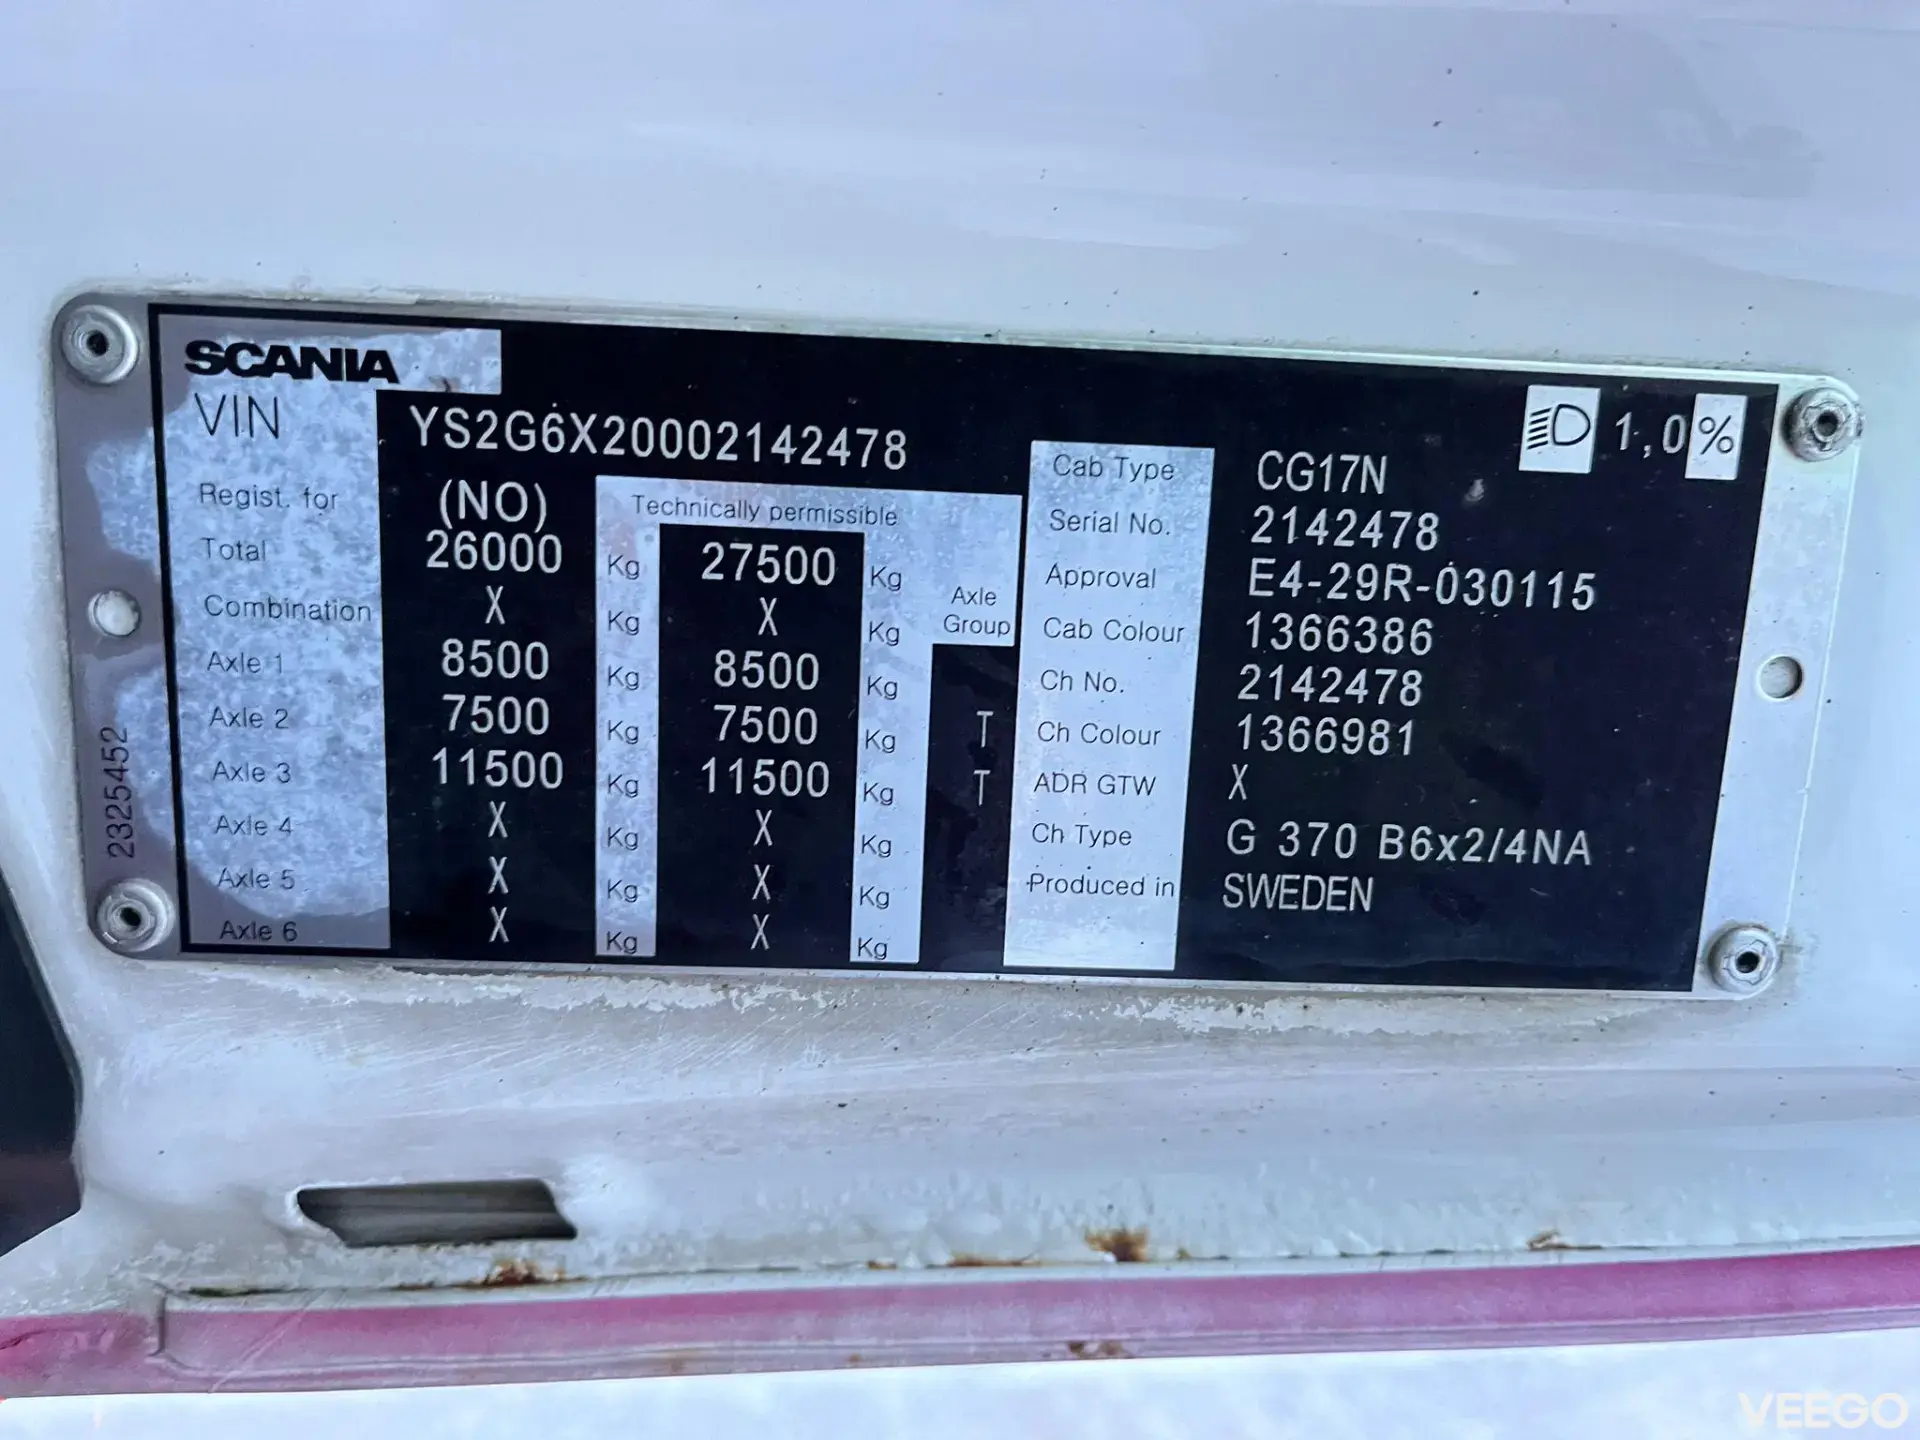 SCANIA
VIN YS2G6X20002142478
Regist. for (NO)
Technically permissible
Total 26000 Kg 27500 Kg
Combination X Kg X Kg
Axle Group
Axle 1 8500 Kg 8500 Kg
Axle 2 7500 Kg 7500 Kg T
Axle 3 11500 Kg 11500 Kg T
Axle 4 X Kg X Kg
Axle 5 X Kg X Kg
Axle 6 X Kg X Kg
1,0 %
Cab Type CG17N
Serial No. 2142478
Approval E4-29R-030115
Cab Colour 1366386
Ch No. 2142478
Ch Colour 1366981
ADR GTW X
Ch Type G 370 B6x2/4NA
Produced in SWEDEN
2325452
VEEGO